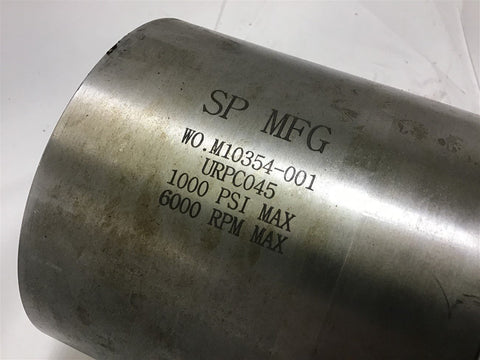 SP MFG
WO.M10354-001
URPC045
1000 PSI MAX
6000 RPM MAX